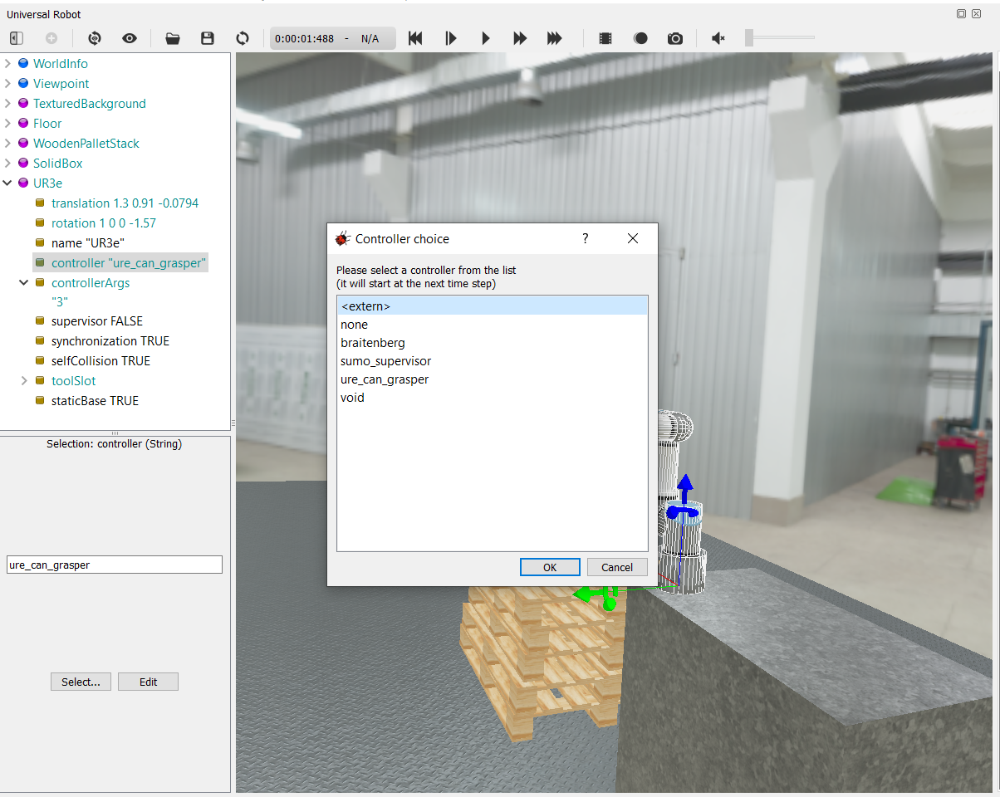 Universal Robot
0:00:01:488 - N/A
WorldInfo
Viewpoint
TexturedBackground
Floor
WoodenPalletStack
SolidBox
UR3e
translation 1.3 0.91 -0.0794
rotation 1 0 0 -1.57
name "UR3e"
controller "ure_can_grasper"
controllerArgs
"3"
supervisor FALSE
synchronization TRUE
selfCollision TRUE
toolSlot
staticBase TRUE
Selection: controller (String)
ure_can_grasper
Select...
Edit
Controller choice
?
Please select a controller from the list
(it will start at the next time step)
<extern>
none
braitenberg
sumo_supervisor
ure_can_grasper
void
OK
Cancel